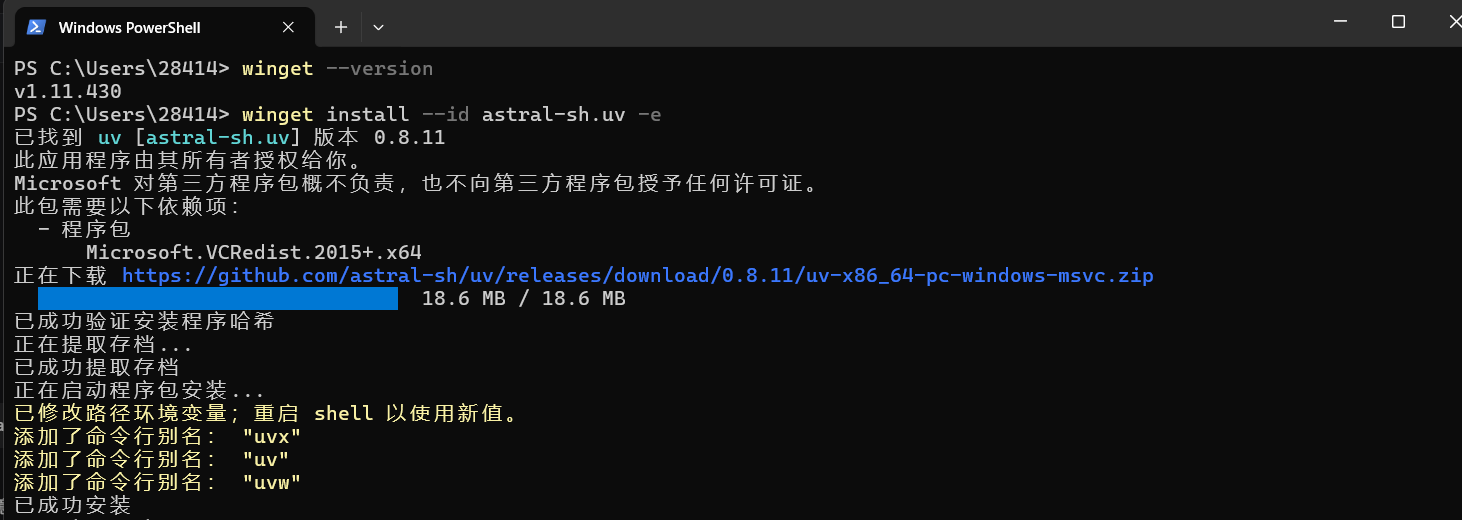 Windows PowerShell
PS C:\Users\28414> winget --version
v1.11.430
PS C:\Users\28414> winget install --id astral-sh.uv -e
已找到 uv [astral-sh.uv] 版本 0.8.11
此应用程序由其所有者授权给你。
Microsoft 对第三方程序包概不负责，也不向第三方程序包授予任何许可证。
此包需要以下依赖项：
- 程序包
Microsoft.VCRedist.2015+.x64
正在下载 https://github.com/astral-sh/uv/releases/download/0.8.11/uv-x86_64-pc-windows-msvc.zip
18.6 MB / 18.6 MB
已成功验证安装程序哈希
正在提取存档...
已成功提取存档
正在启动程序包安装...
已修改路径环境变量；重启 shell 以使用新值。
添加了命令行别名： "uvx"
添加了命令行别名： "uv"
添加了命令行别名： "uvw"
已成功安装